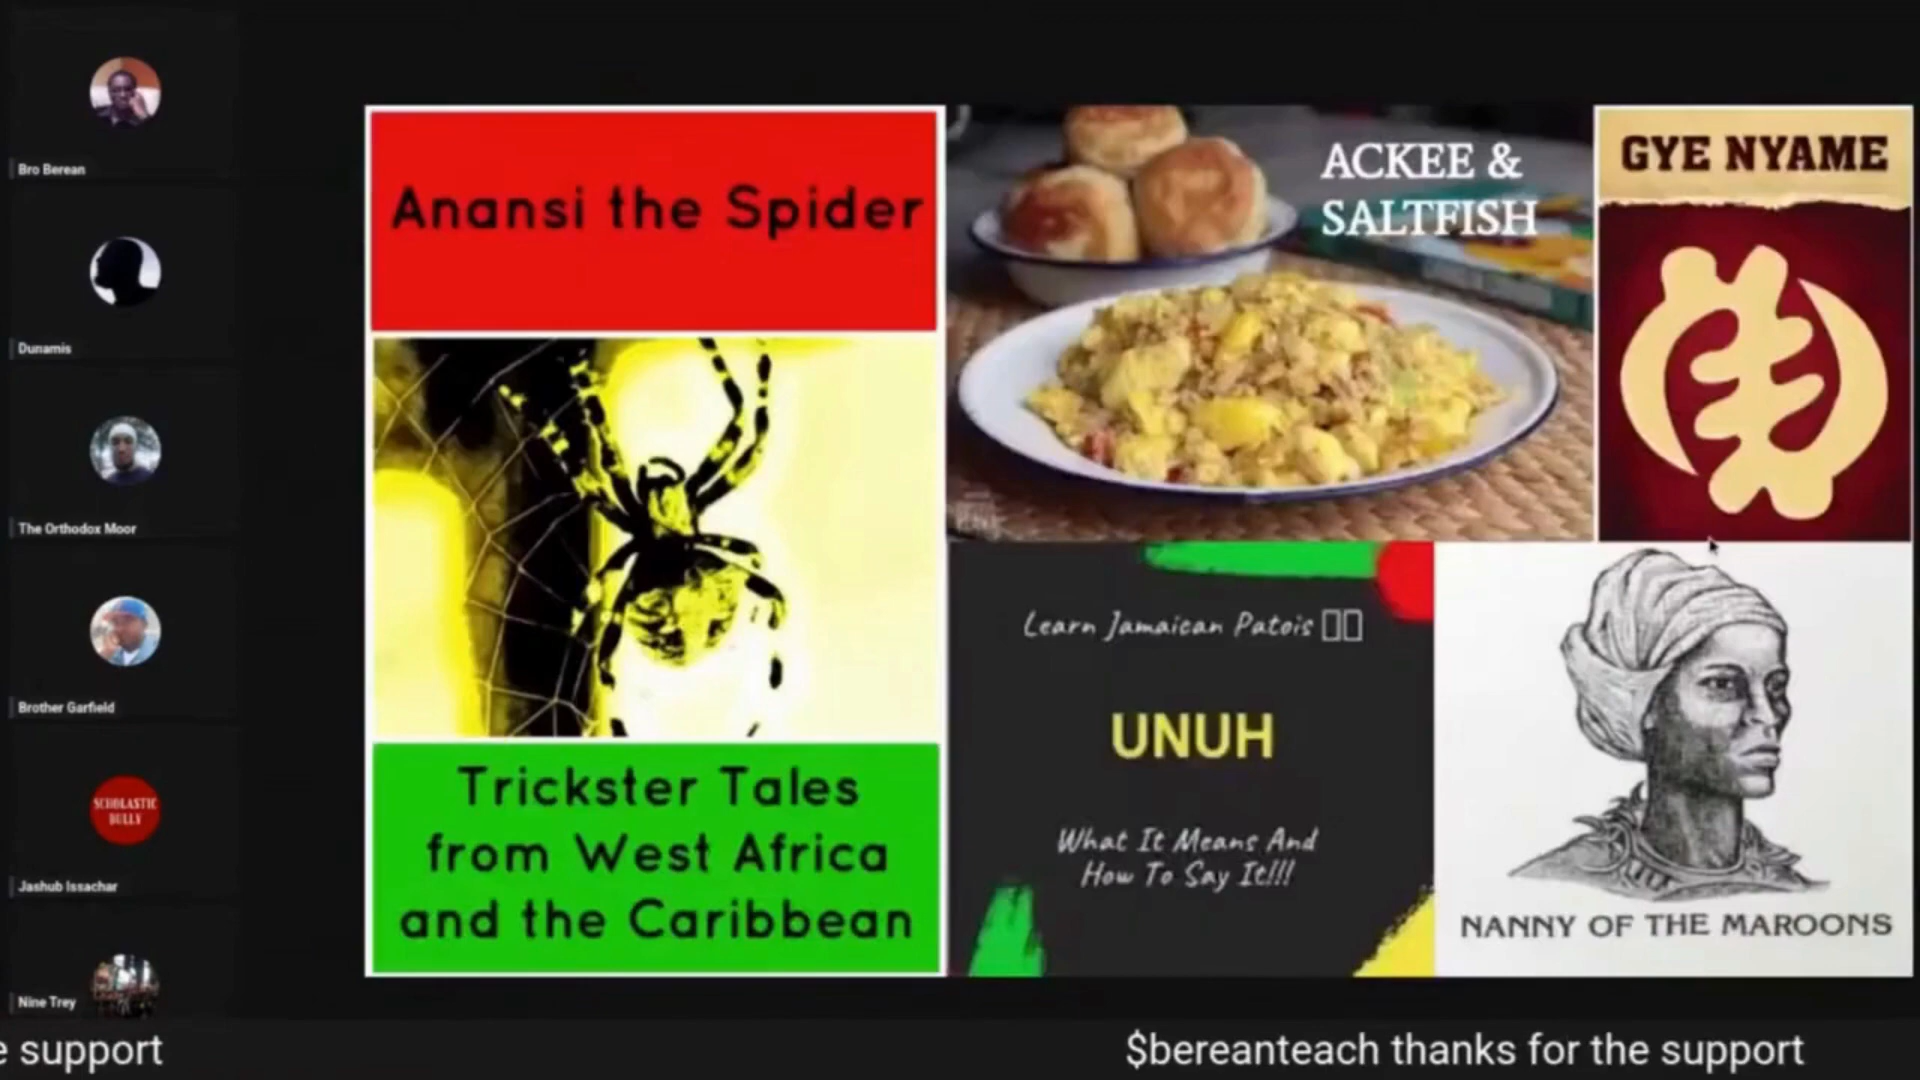 Bro Berean
Dunamis
The Orthodox Moor
Brother Garfield
SCHOLASTIC
BULLY
Jashub Issachar
Nine Trey
Anansi the Spider
Trickster Tales
from West Africa
and the Caribbean
ACKEE &
SALTFISH
GYE NYAME
Learn Jamaican Patois
UNUH
What It Means And
How To Say It!!!
NANNY OF THE MAROONS
e support
$bereanteach thanks for the support